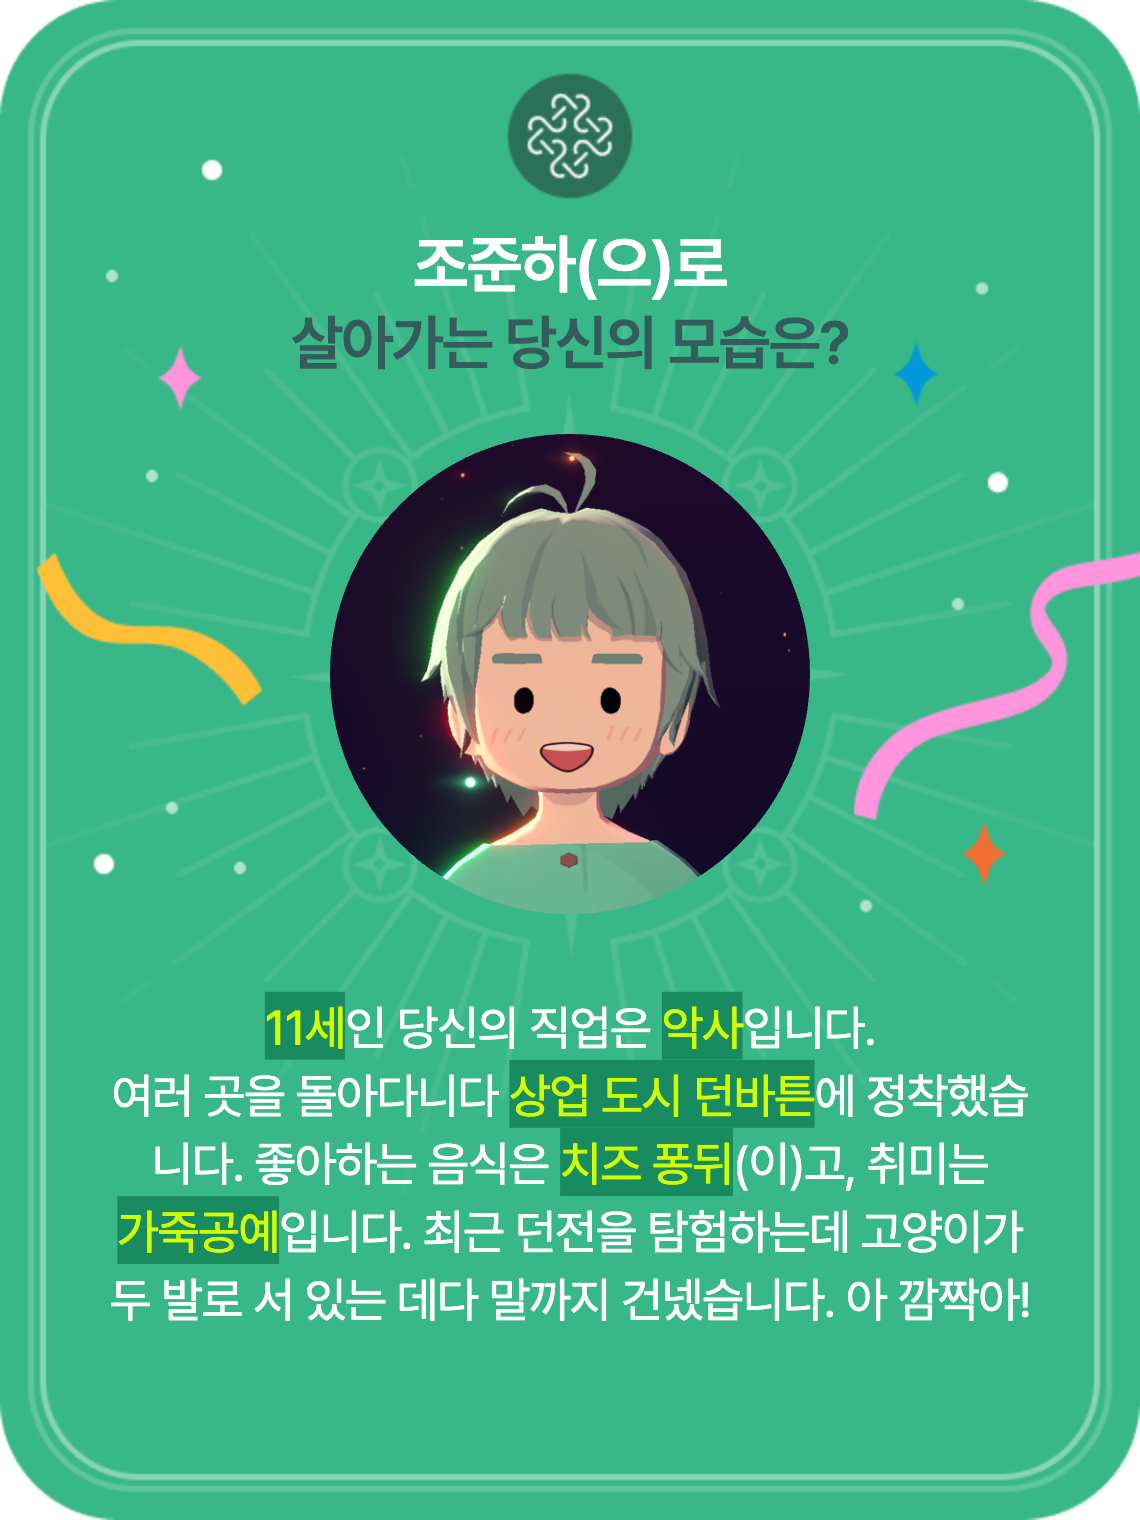 조준하(으)로
살아가는 당신의 모습은?
11세인 당신의 직업은 악사입니다.
여러 곳을 돌아다니다 상업 도시 던바튼에 정착했습
니다. 좋아하는 음식은 치즈 퐁뒤(이)고, 취미는
가죽공예입니다. 최근 던전을 탐험하는데 고양이가
두 발로 서 있는 데다 말까지 건넸습니다. 아 깜짝아!